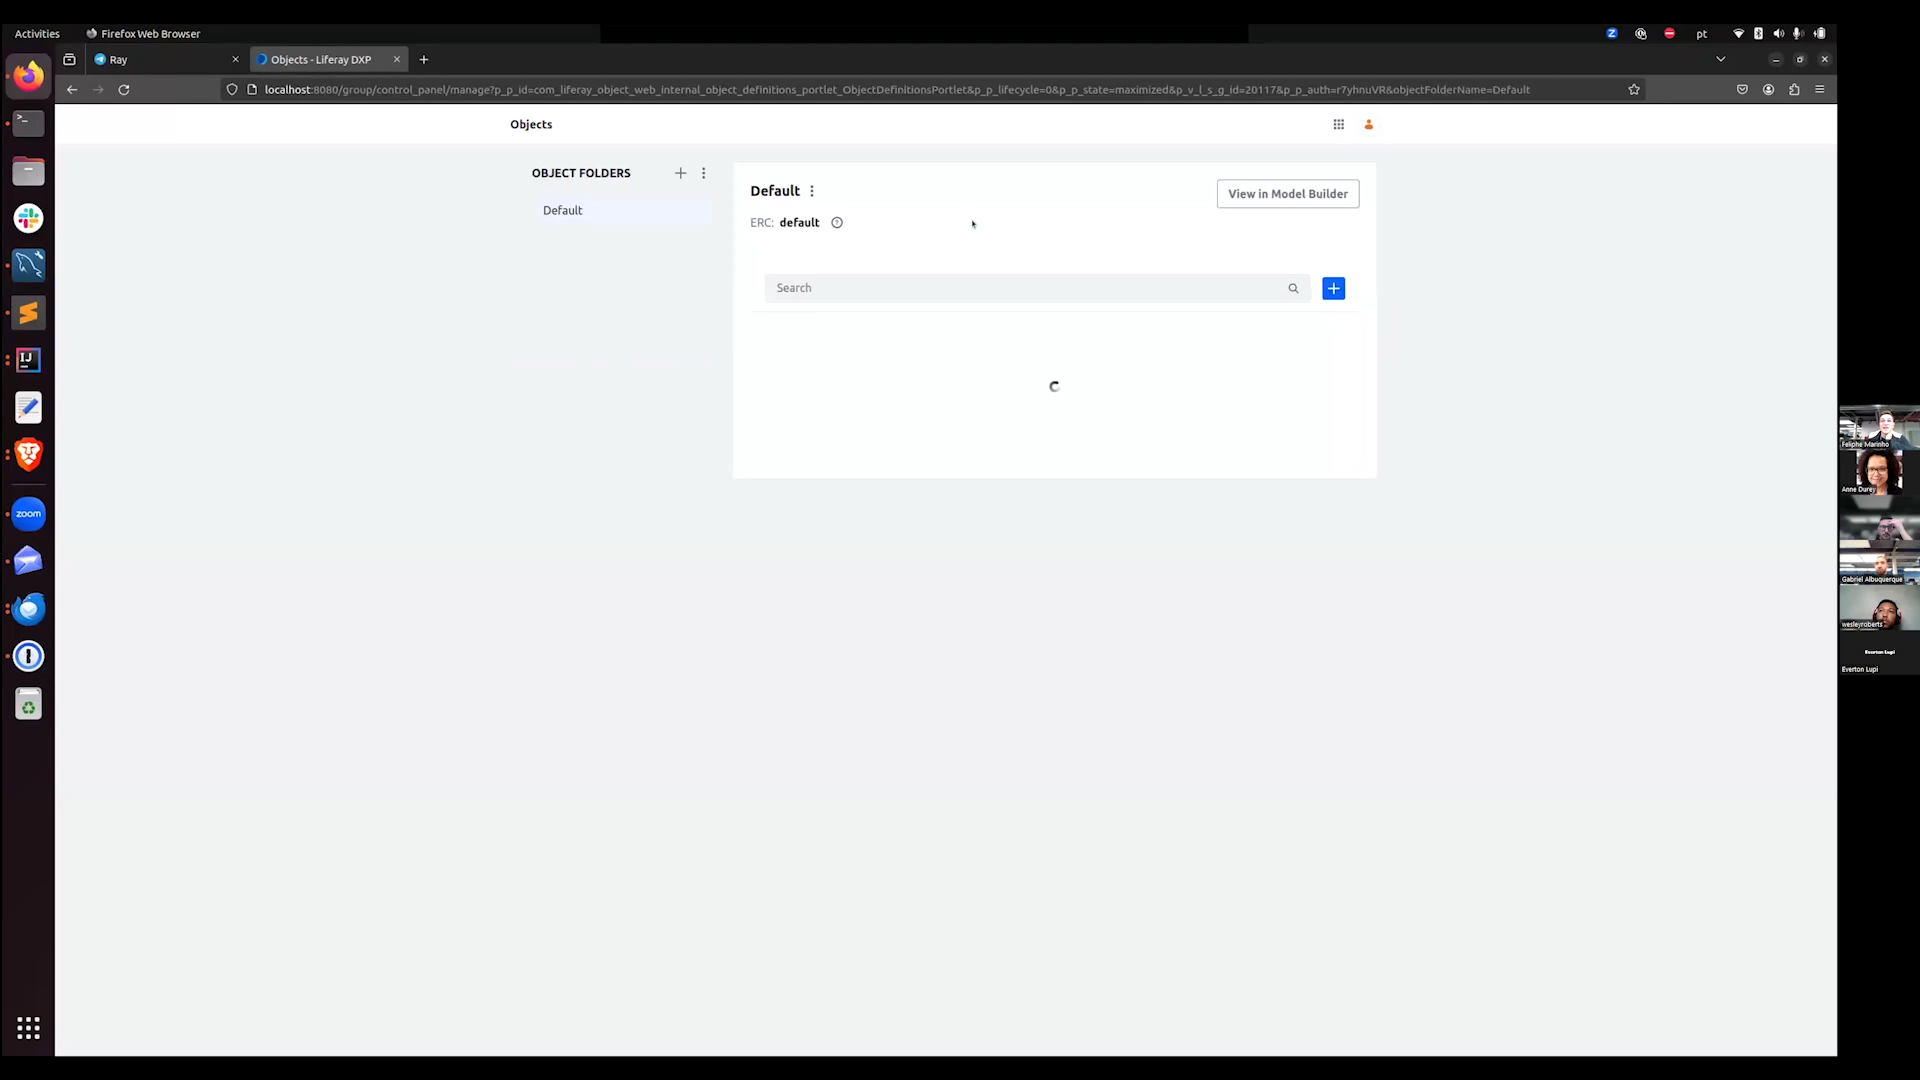 Activities
Firefox Web Browser
pt
Ray
Objects - Liferay DXP
localhost:8080/group/control_panel/manage?p_p_id=com_liferay_object_web_internal_object_definitions_portlet_ObjectDefinitionsPortlet&p_p_lifecycle=0&p_p_state=maximized&p_v_l_s_g_id=20117&p_p_auth=r7yhnuVR&objectFolderName=Default
Objects
OBJECT FOLDERS
Default
Default
View in Model Builder
ERC: default
Search
IJ
zoom
Feliphe Marinho
Anne Durey
Gabriel Albuquerque
wesleyroberts
Everton Lupi
Everton Lupi